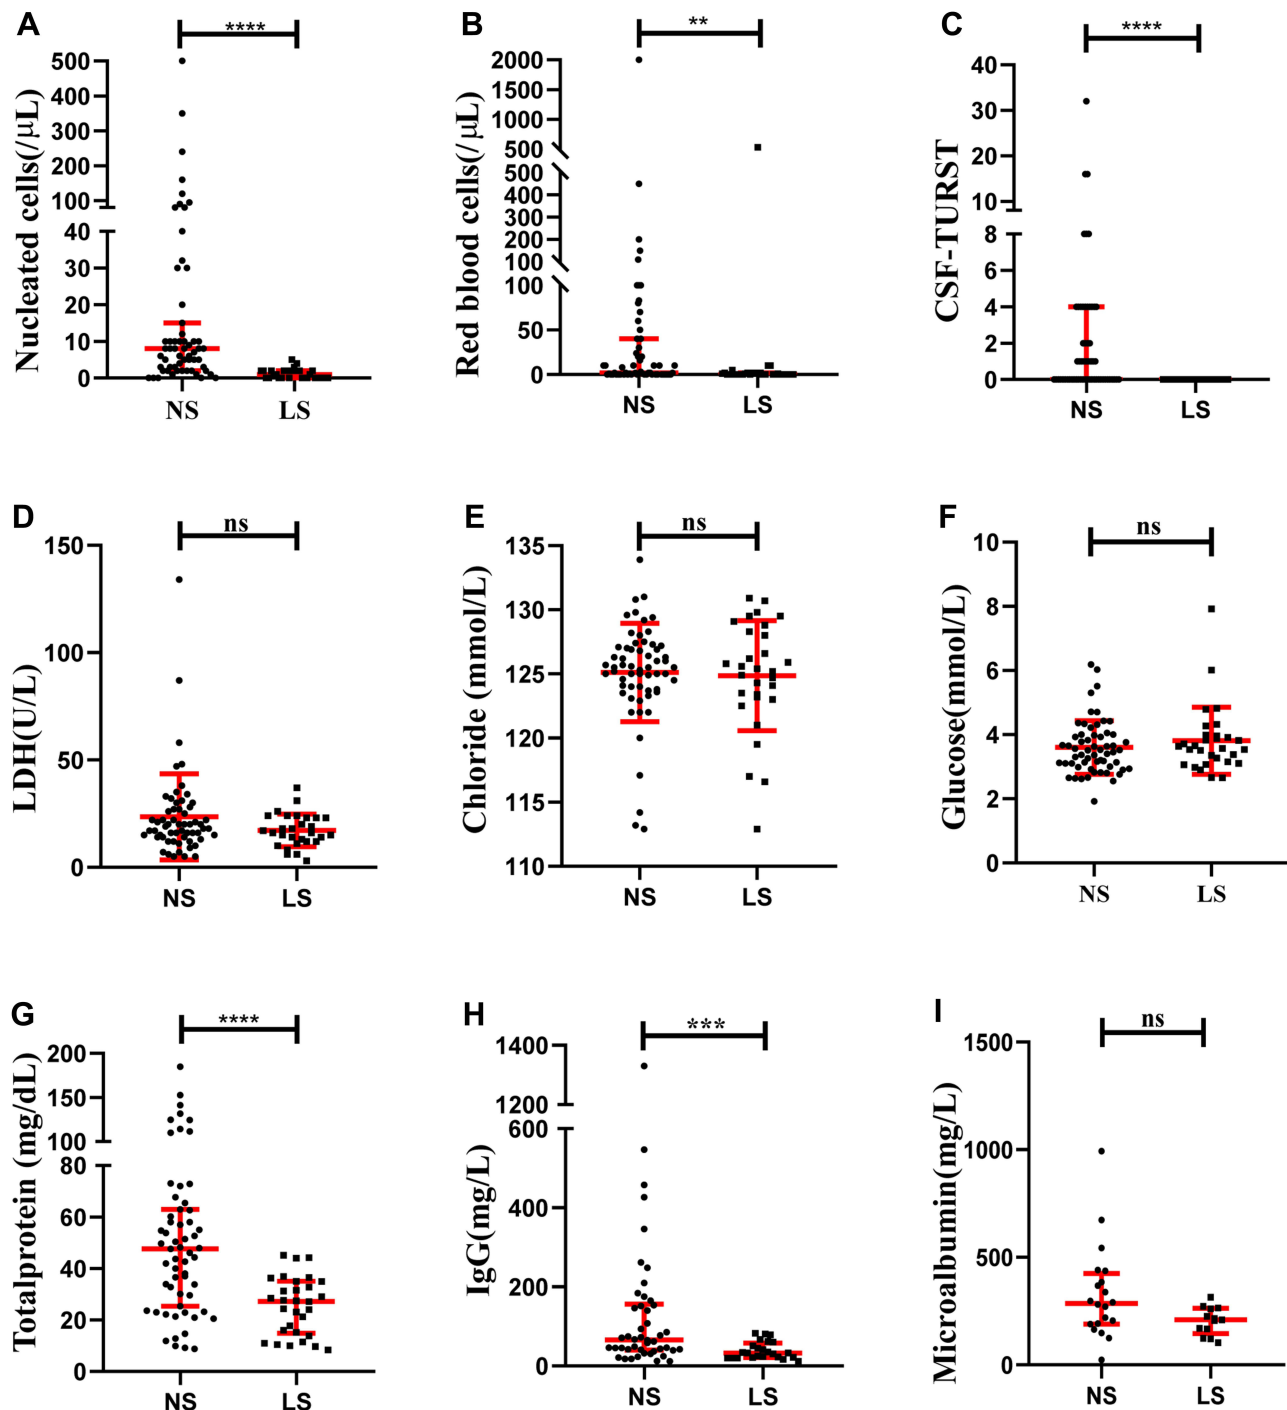 A
****
Nucleated cells(/μL)
500
400
300
200
100
40
30
20
10
0
NS LS
B
**
Red blood cells(/μL)
2000
1500
1000
500
500
400
300
200
100
100
50
0
NS LS
C
****
CSF-TURST
40
30
20
10
8
6
4
2
0
NS LS
D
ns
LDH(U/L)
150
100
50
0
NS LS
E
ns
Chloride (mmol/L)
135
130
125
120
115
110
NS LS
F
ns
Glucose(mmol/L)
10
8
6
4
2
0
NS LS
G
****
Totalprotein (mg/dL)
200
150
100
80
60
40
20
0
NS LS
H
***
IgG(mg/L)
1400
1200
600
400
200
0
NS LS
I
ns
Microalbumin(mg/L)
1500
1000
500
0
NS LS